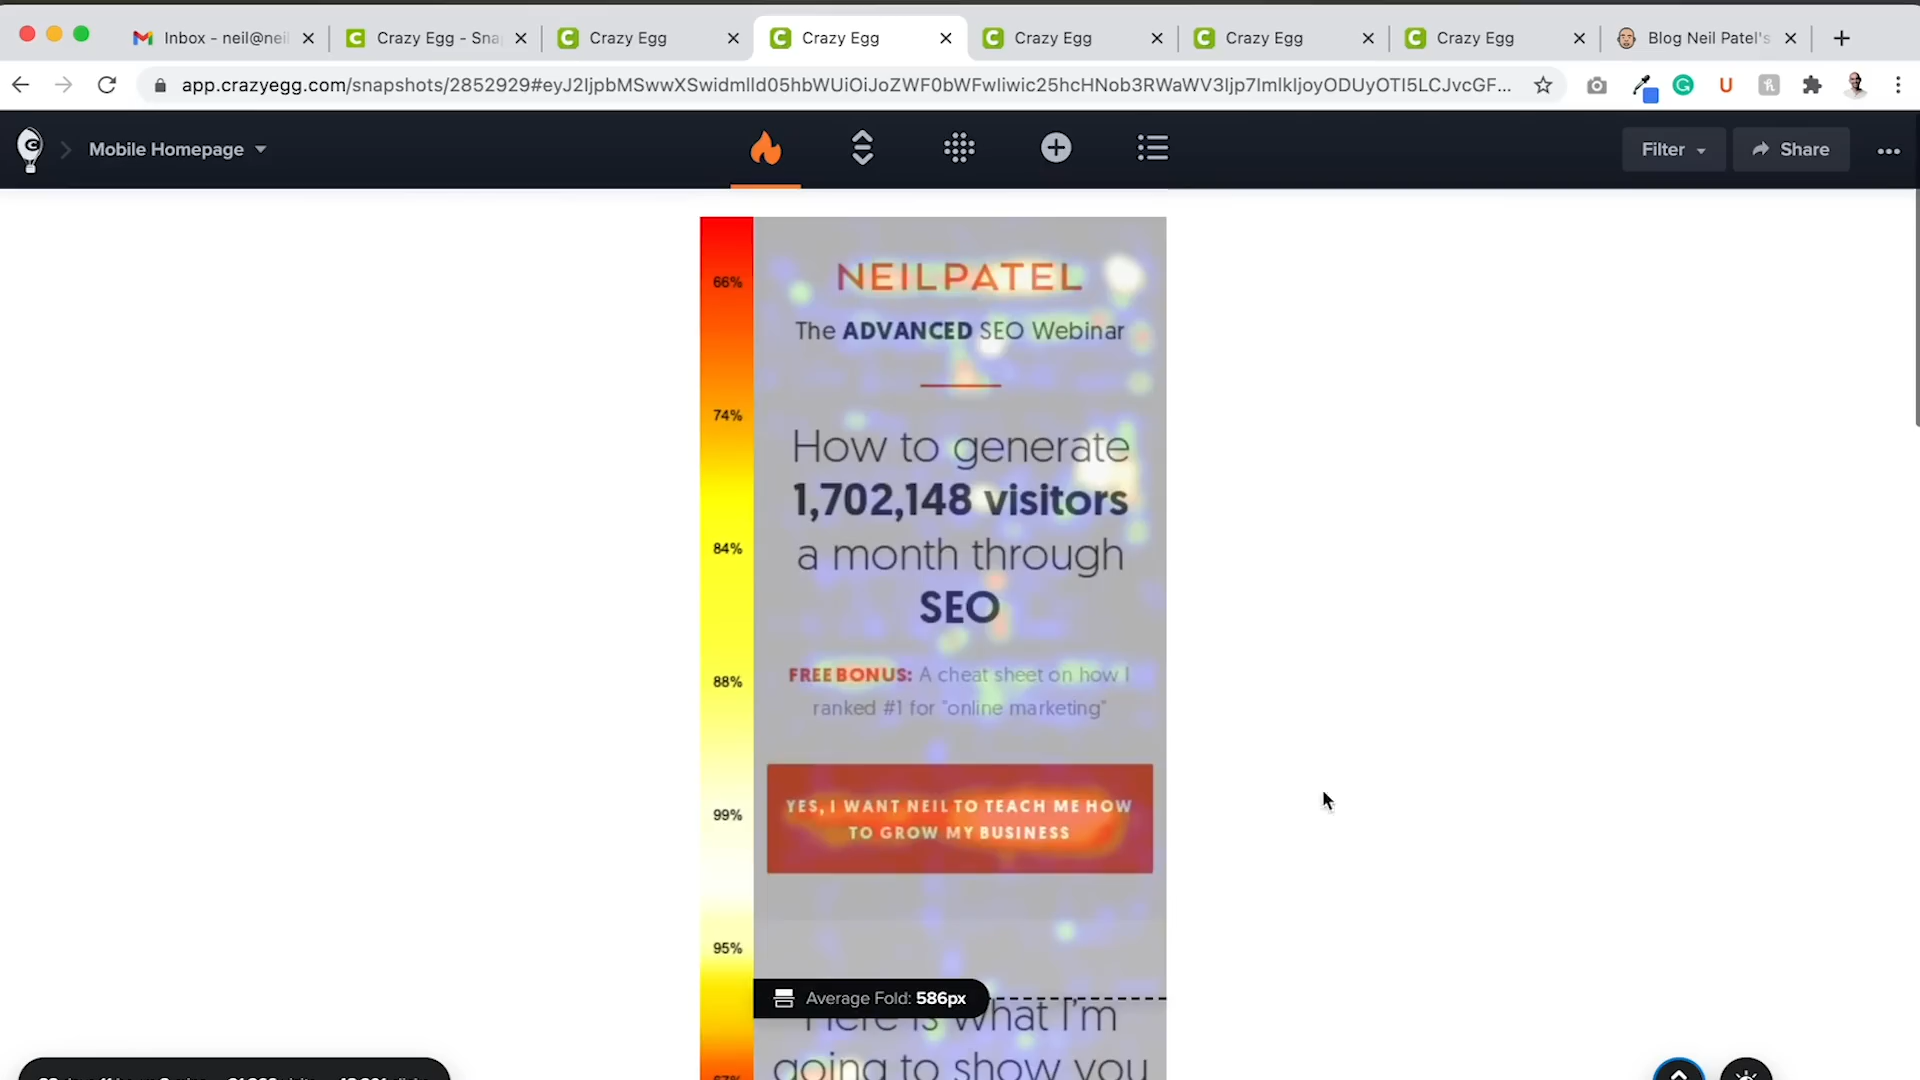 Inbox - neil@neil
Crazy Egg - Sna
Crazy Egg
Crazy Egg
Crazy Egg
Crazy Egg
Crazy Egg
Blog Neil Patel's
app.crazyegg.com/snapshots/2852929#
Mobile Homepage
Filter
Share
66%
NEILPATEL
The ADVANCED SEO Webinar
74%
How to generate
1,702,148 visitors
84%
a month through
SEO
88%
FREE BONUS: A cheat sheet on how I
ranked #1 for "online marketing"
99%
YES, I WANT NEIL TO TEACH ME HOW
TO GROW MY BUSINESS
95%
Average Fold: 586px
Here is what I'm
going to show you